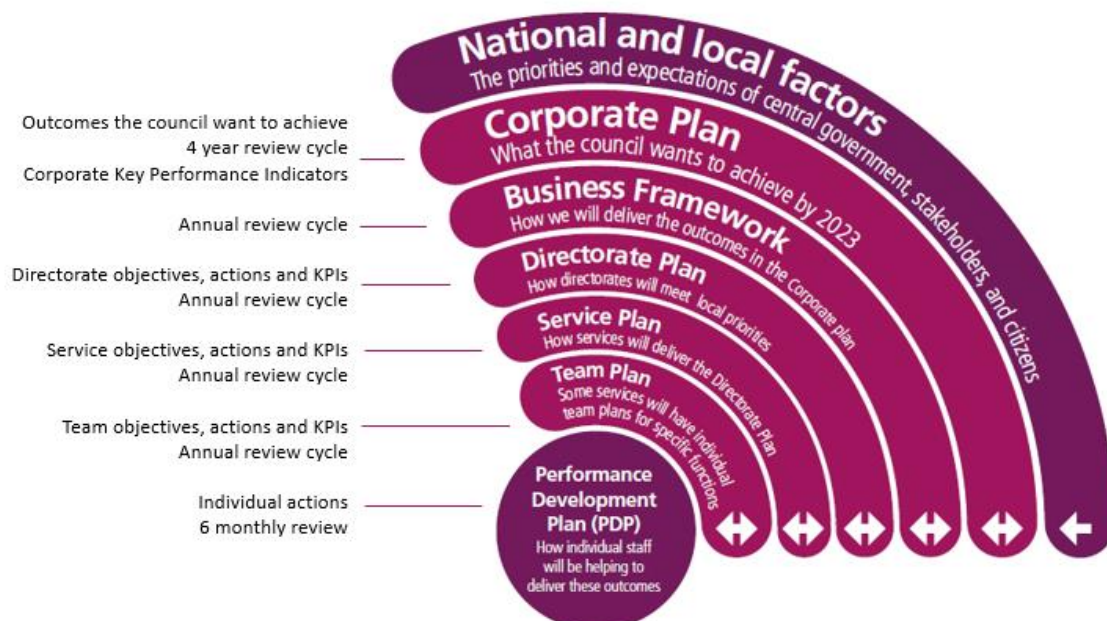 National and local factors
The priorities and expectations of central government, stakeholders, and citizens
Outcomes the council want to achieve
4 year review cycle
Corporate Key Performance Indicators
Corporate Plan
What the council wants to achieve by 2023
Annual review cycle
Business Framework
How we will deliver the outcomes in the Corporate plan
Directorate objectives, actions and KPIs
Annual review cycle
Directorate Plan
How directorates will meet local priorities
Service objectives, actions and KPIs
Annual review cycle
Service Plan
How services will deliver the Directorate Plan
Team objectives, actions and KPIs
Annual review cycle
Team Plan
Some services will have individual
team plans for specific functions
Individual actions
6 monthly review
Performance
Development
Plan (PDP)
How individual staff
will be helping to
deliver these outcomes